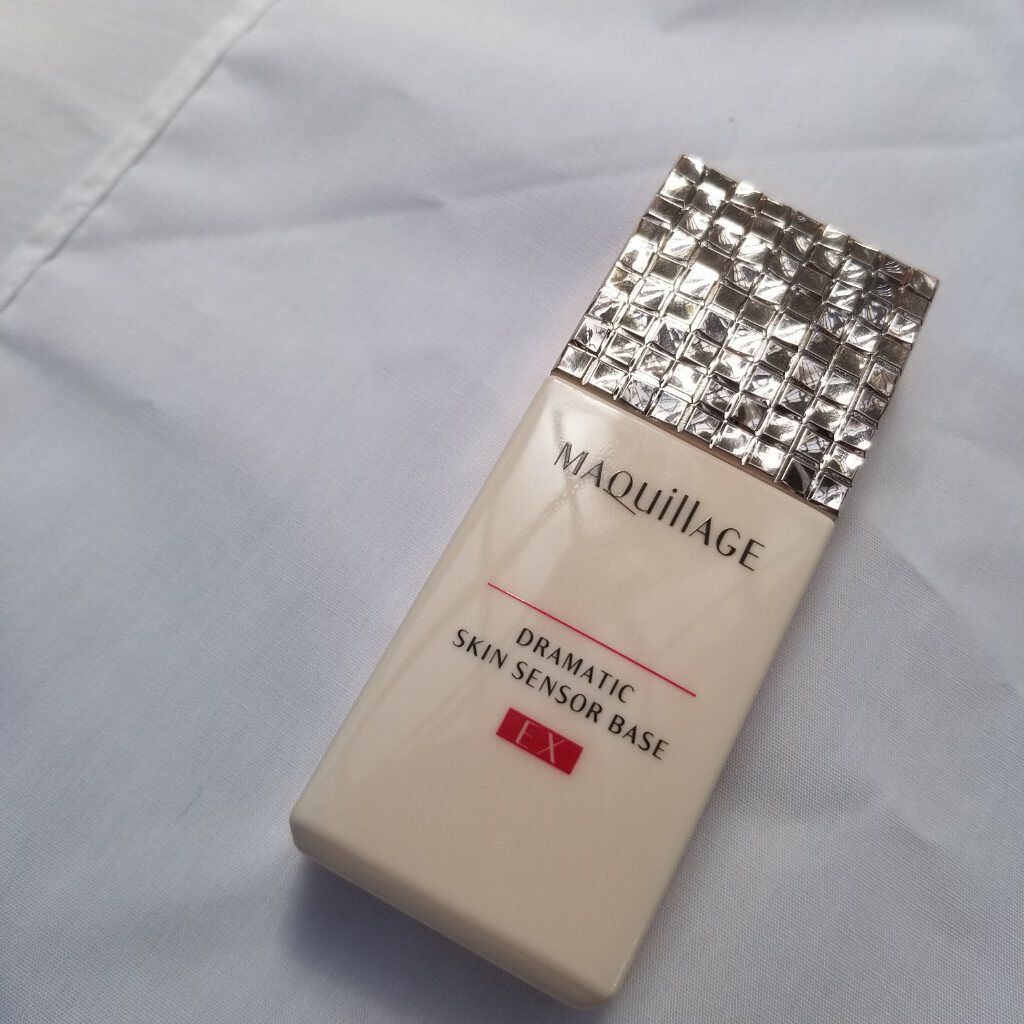 MAQuillAGE
DRAMATIC
SKIN SENSOR BASE
EX